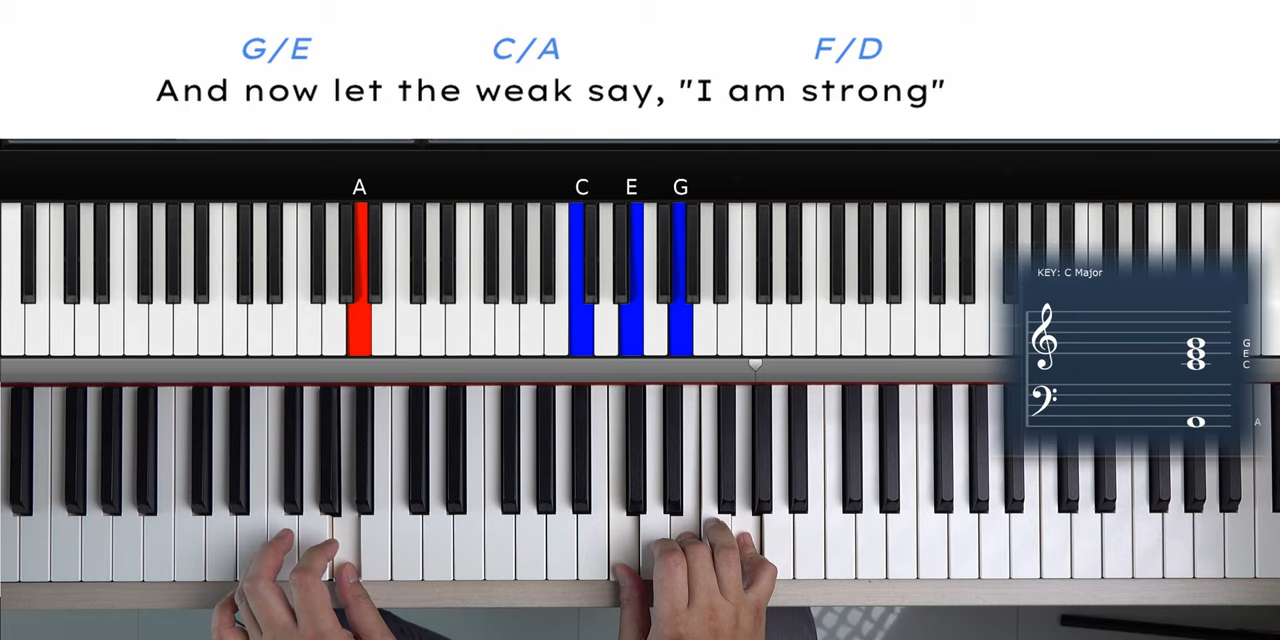 G/E C/A F/D
And now let the weak say, "I am strong"
A C E G
KEY: C Major
G
E
C
A